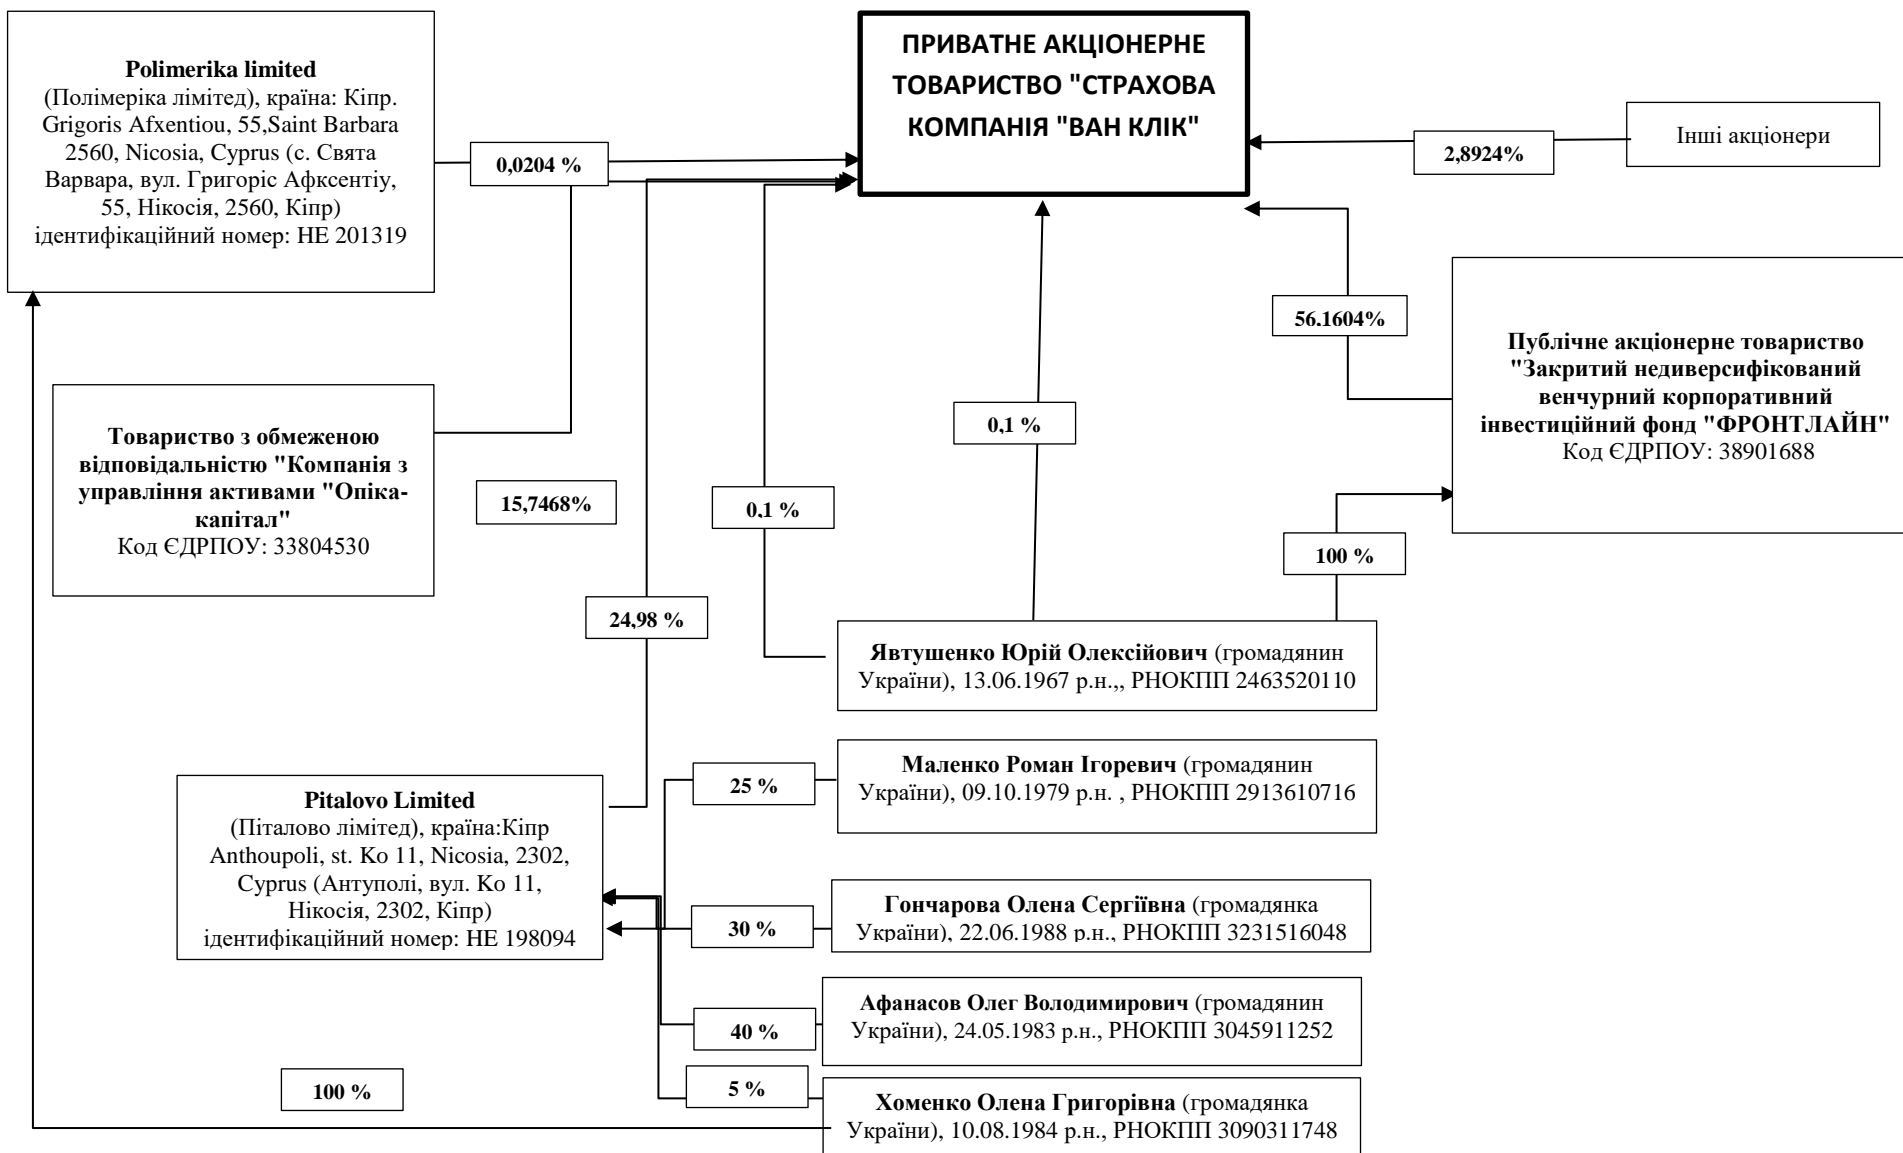 Polimerika limited
(Полімеріка лімітед), країна: Кіпр.
Grigoris Afxentiou, 55,Saint Barbara
2560, Nicosia, Cyprus (с. Свята
Варвара, вул. Григоріс Афксентіу,
55, Нікосія, 2560, Кіпр)
ідентифікаційний номер: НЕ 201319
ПРИВАТНЕ АКЦІОНЕРНЕ
ТОВАРИСТВО "СТРАХОВА
КОМПАНІЯ "ВАН КЛІК"
Інші акціонери
2,8924%
0,0204 %
56,1604%
Публічне акціонерне товариство
"Закритий недиверсифікований
венчурний корпоративний
інвестиційний фонд "ФРОНТЛАЙН"
Код ЄДРПОУ: 38901688
Товариство з обмеженою
відповідальністю "Компанія з
управління активами "Опіка-
капітал"
Код ЄДРПОУ: 33804530
15,7468%
0,1 %
0,1 %
100 %
24,98 %
Явтушенко Юрій Олексійович (громадянин
України), 13.06.1967 р.н.,, РНОКПП 2463520110
Маленко Роман Ігоревич (громадянин
України), 09.10.1979 р.н. , РНОКПП 2913610716
25 %
Pitalovo Limited
(Піталово лімітед), країна:Кіпр
Anthoupoli, st. Ko 11, Nicosia, 2302,
Cyprus (Антуполі, вул. Ко 11,
Нікосія, 2302, Кіпр)
ідентифікаційний номер: НЕ 198094
Гончарова Олена Сергіївна (громадянка
України), 22.06.1988 р.н., РНОКПП 3231516048
30 %
Афанасов Олег Володимирович (громадянин
України), 24.05.1983 р.н., РНОКПП 3045911252
40 %
5 %
100 %
Хоменко Олена Григорівна (громадянка
України), 10.08.1984 р.н., РНОКПП 3090311748